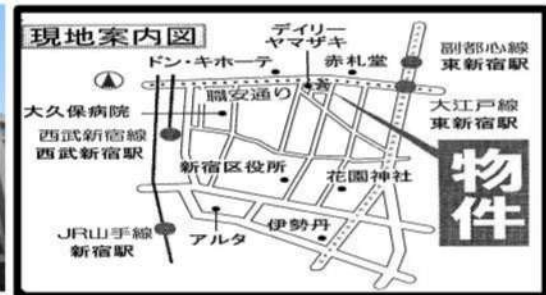 現地案内図
デイリー
ヤマザキ
ドン・キホーテ
赤札堂
副都心線
東新宿駅
職安通り
大久保病院
大江戸線
東新宿駅
西武新宿線
西武新宿駅
新宿区役所
花園神社
物件
JR山手線
新宿駅
アルタ
伊勢丹